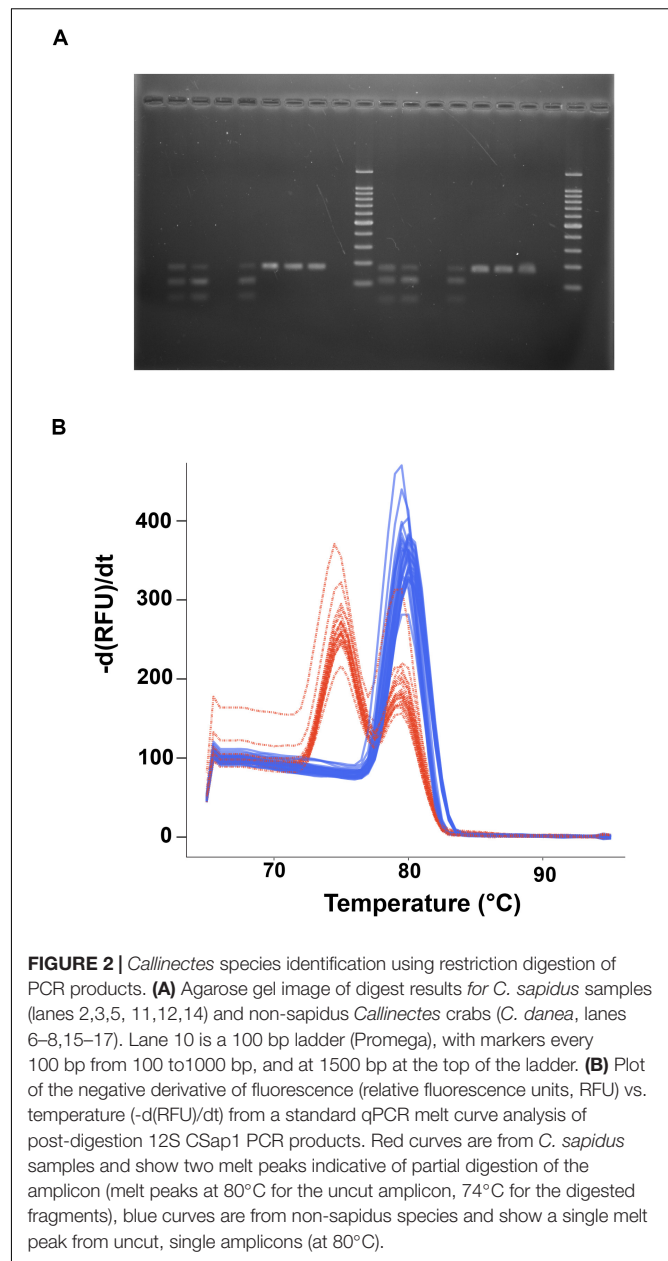 A
B
-d(RFU)/dt
400
300
200
100
0
70
80
90
Temperature (°C)
FIGURE 2 | Callinectes species identification using restriction digestion of
PCR products. (A) Agarose gel image of digest results for C. sapidus samples
(lanes 2,3,5, 11,12,14) and non-sapidus Callinectes crabs (C. danea, lanes
6–8,15–17). Lane 10 is a 100 bp ladder (Promega), with markers every
100 bp from 100 to1000 bp, and at 1500 bp at the top of the ladder. (B) Plot
of the negative derivative of fluorescence (relative fluorescence units, RFU) vs.
temperature (-d(RFU)/dt) from a standard qPCR melt curve analysis of
post-digestion 12S CSap1 PCR products. Red curves are from C. sapidus
samples and show two melt peaks indicative of partial digestion of the
amplicon (melt peaks at 80°C for the uncut amplicon, 74°C for the digested
fragments), blue curves are from non-sapidus species and show a single melt
peak from uncut, single amplicons (at 80°C).